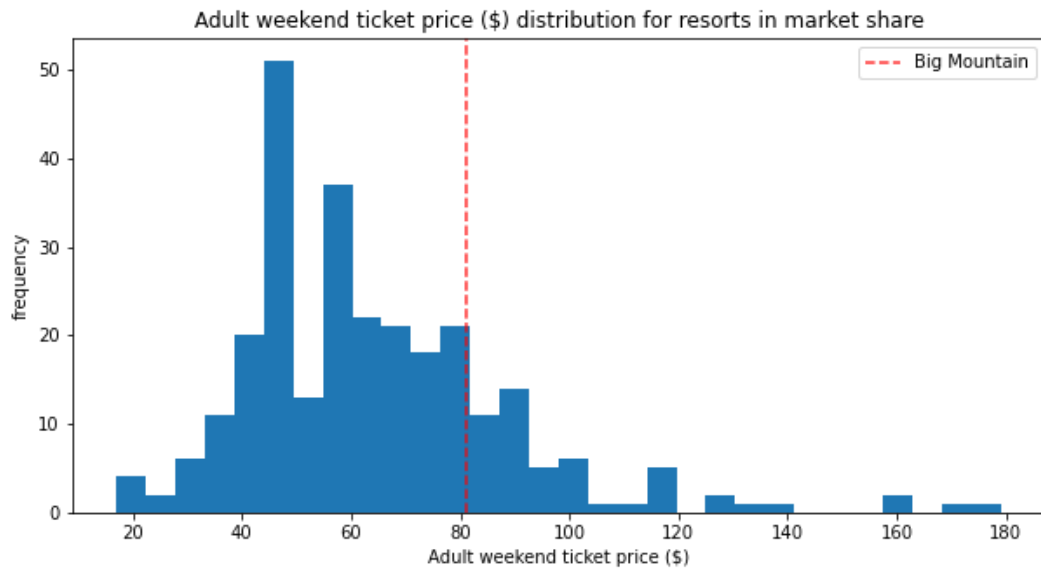 Adult weekend ticket price ($) distribution for resorts in market share
Big Mountain
50
40
30
20
10
0
frequency
20 40 60 80 100 120 140 160 180
Adult weekend ticket price ($)